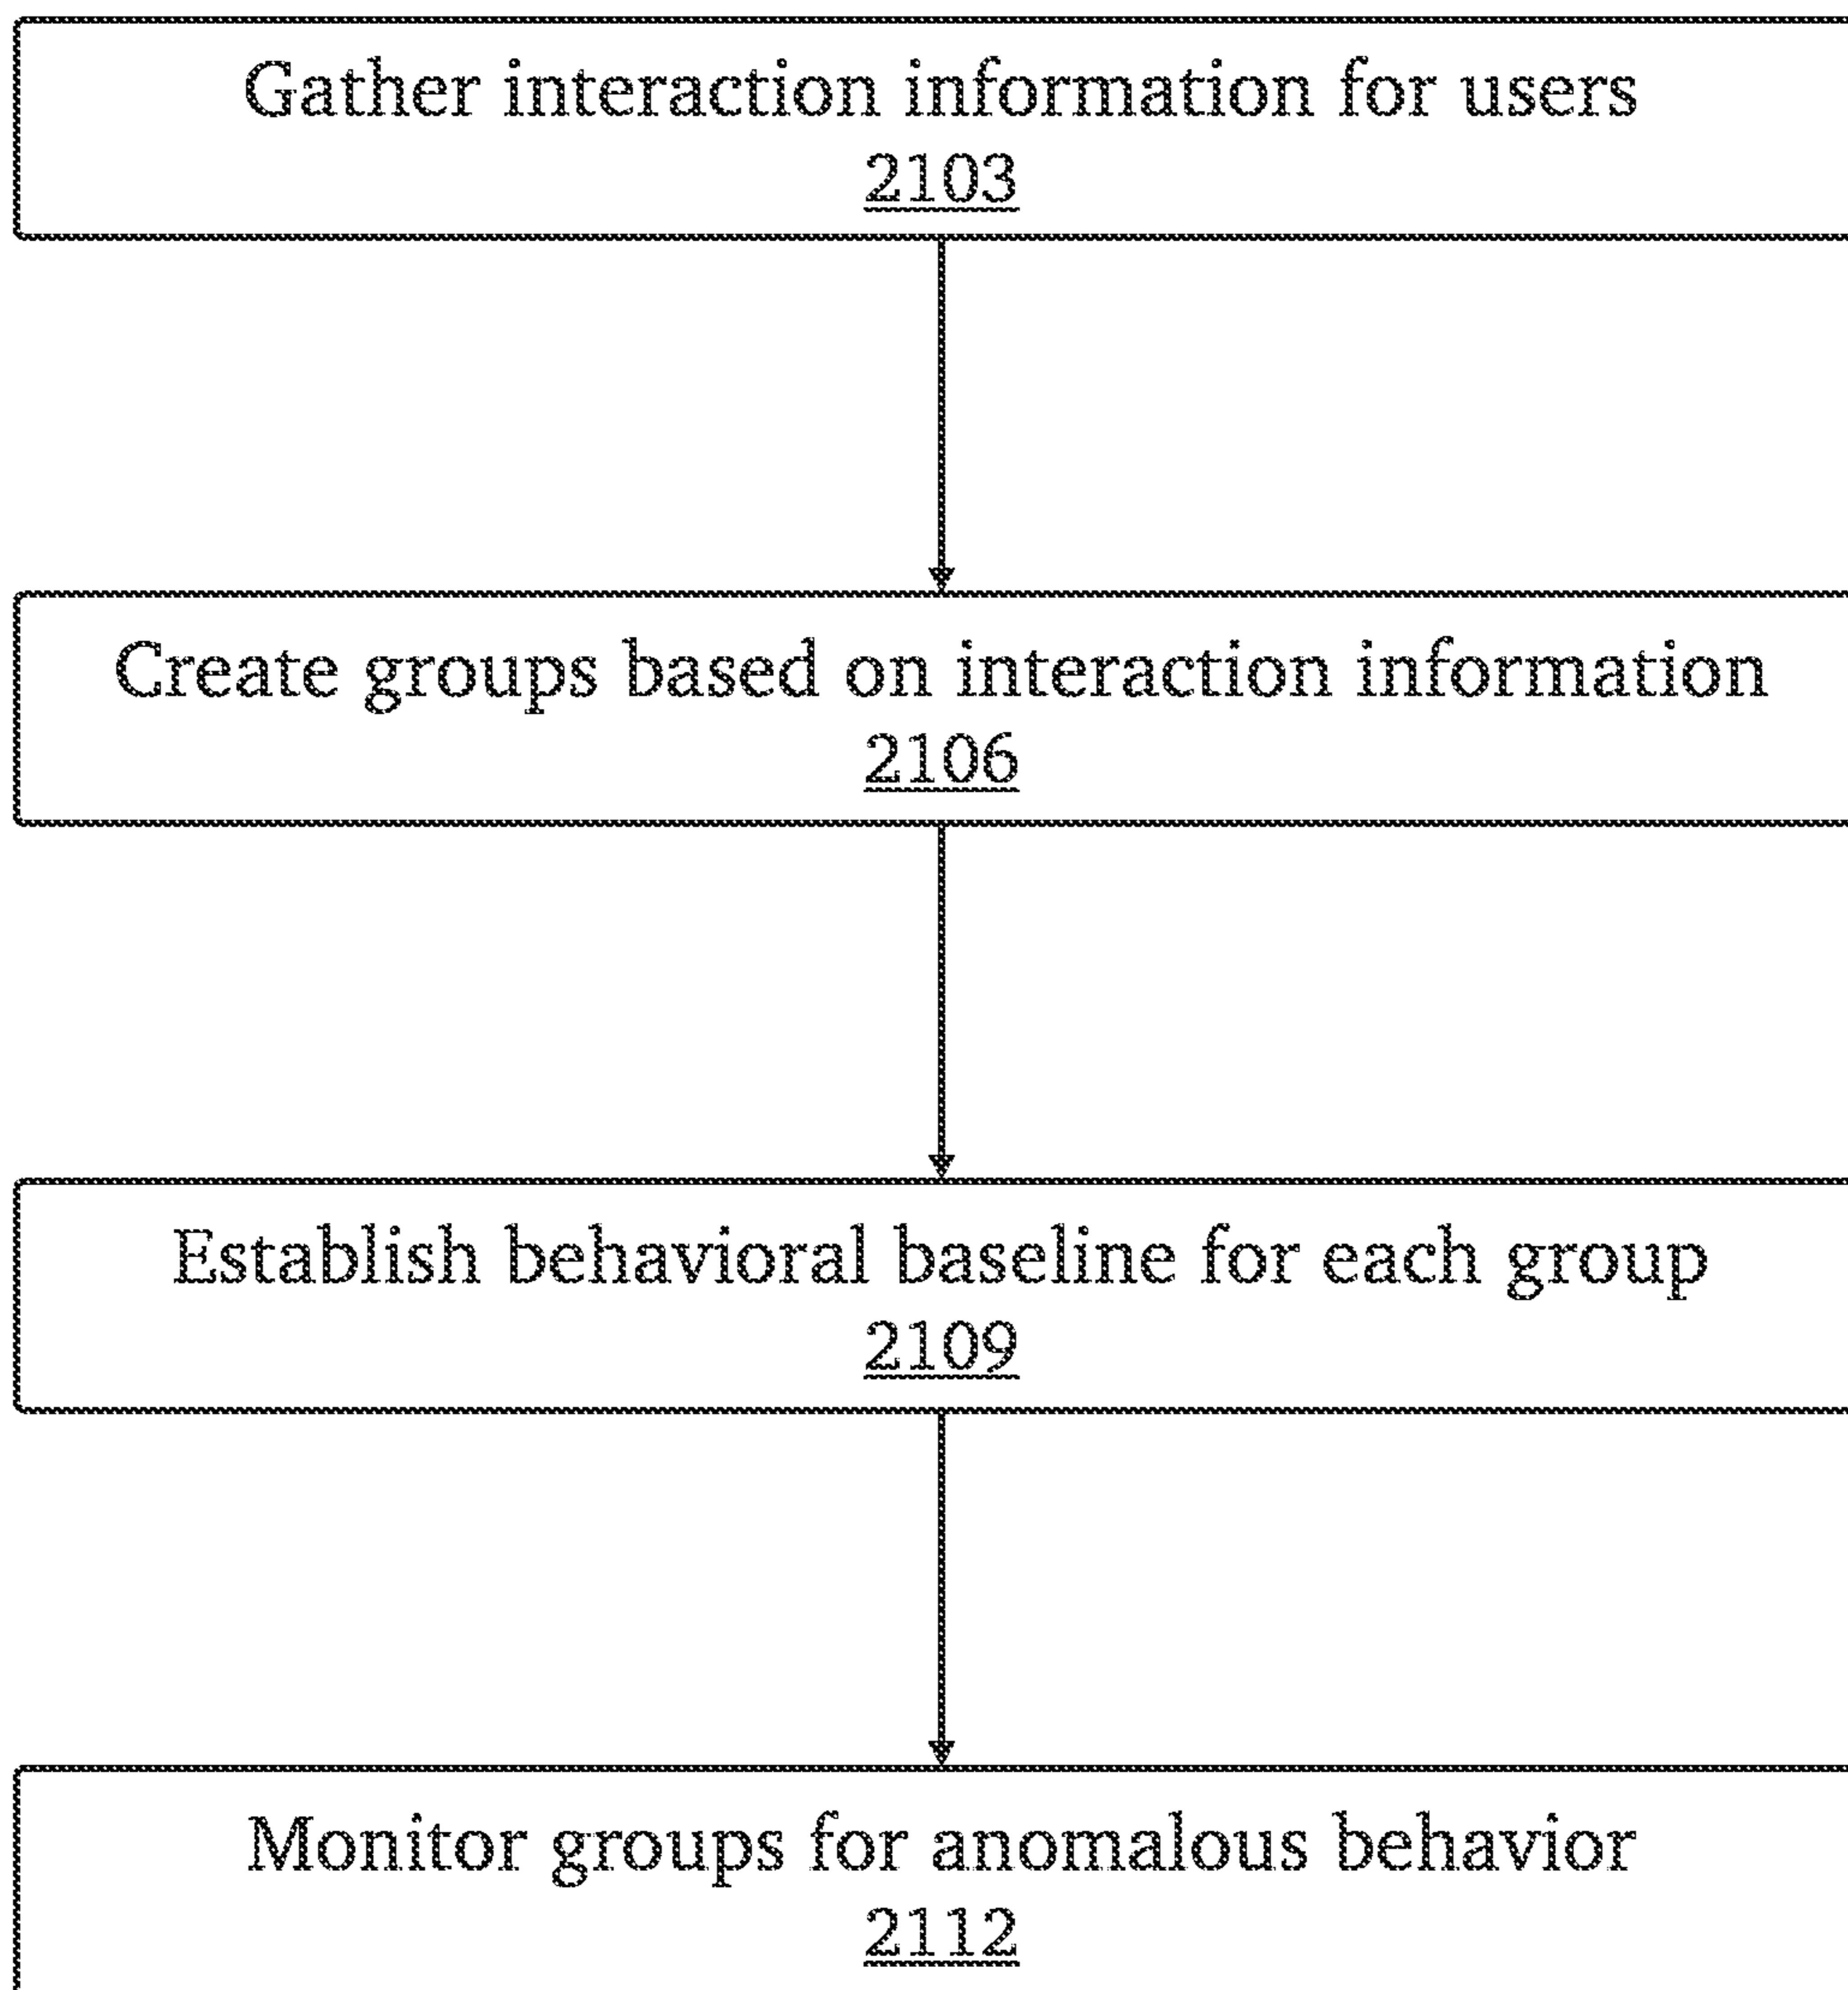 Gather interaction information for users
2103
Create groups based on interaction information
2106
Establish behavioral baseline for each group
2109
Monitor groups for anomalous behavior
2112